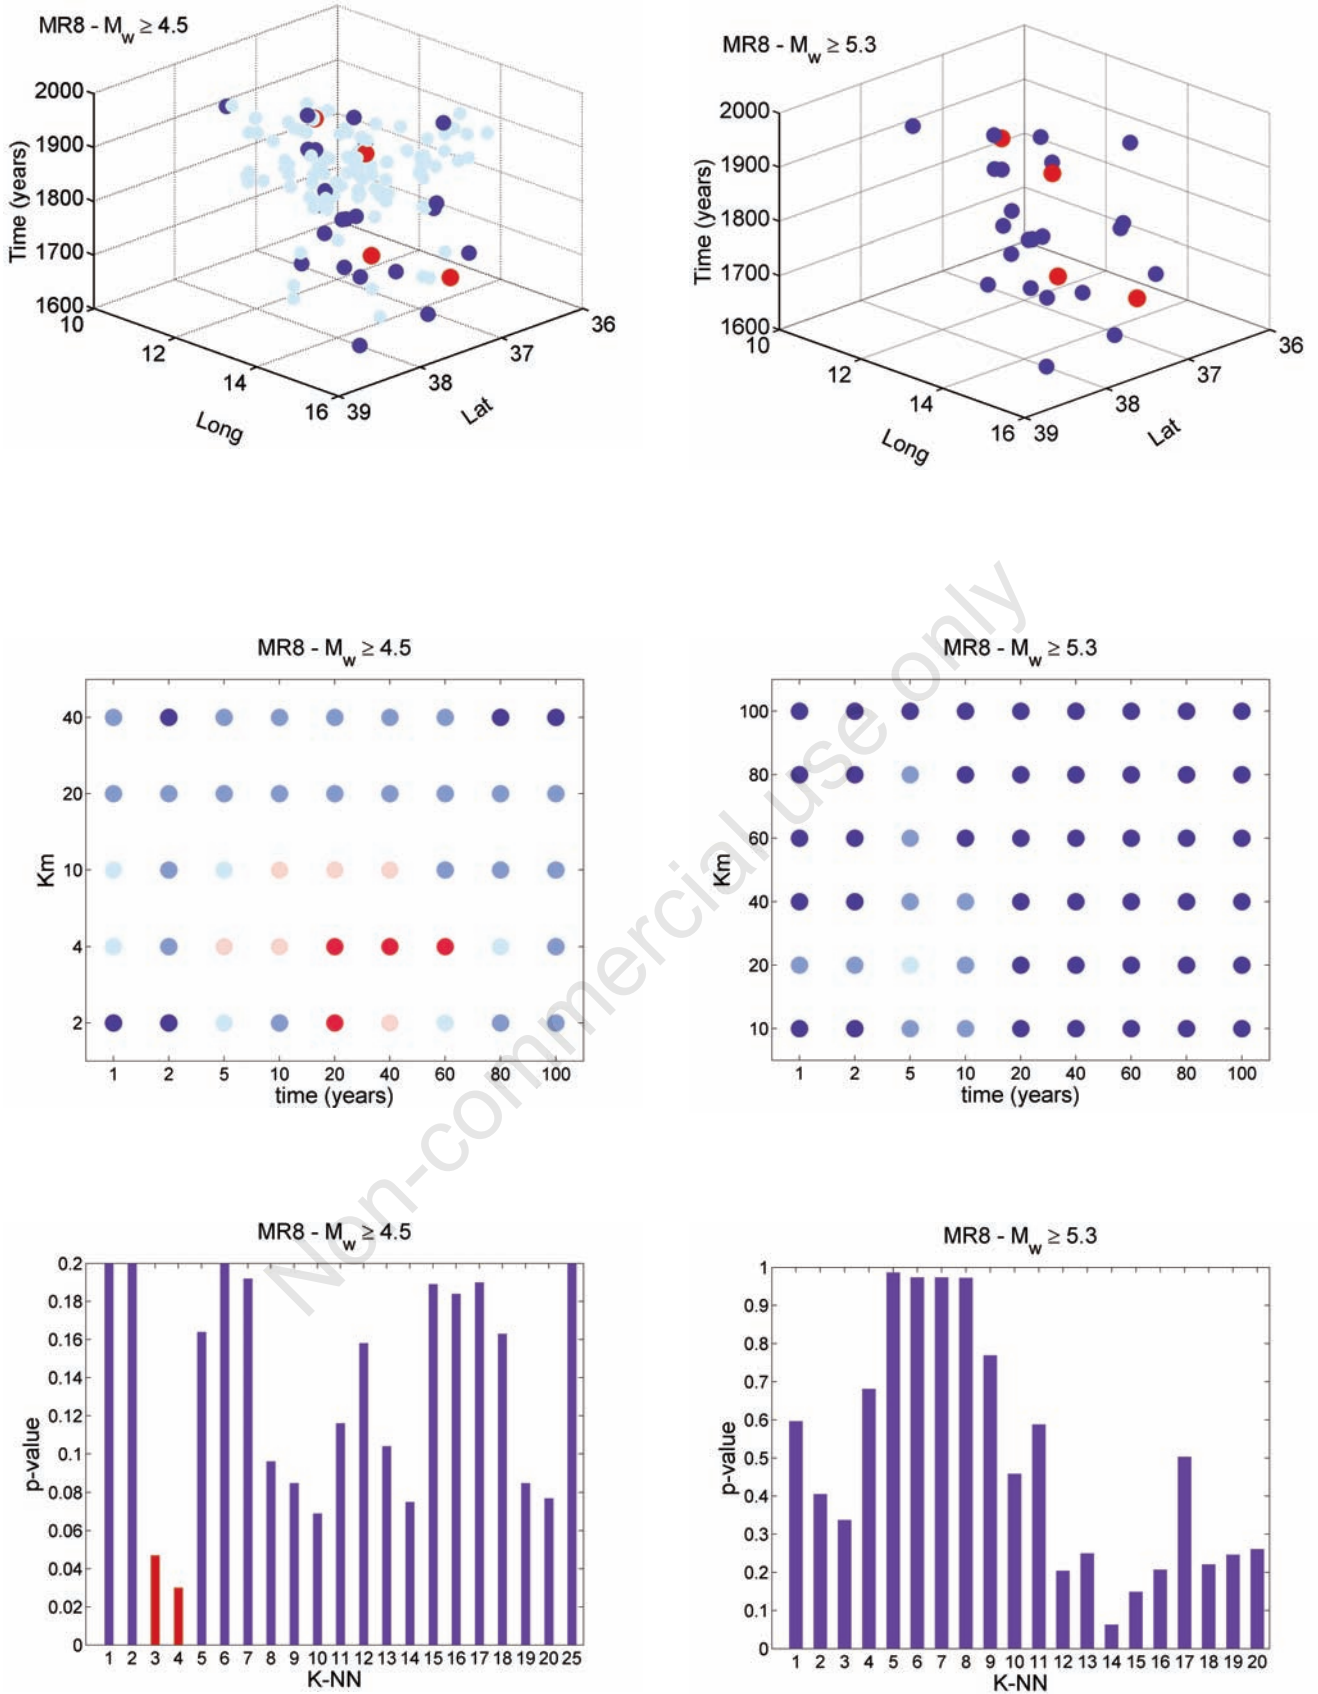 MR8 - Mw ≥ 4.5
Time (years)
2000
1900
1800
1700
1600
10
12
14
16
Long
39
38
37
36
Lat
MR8 - Mw ≥ 5.3
Time (years)
2000
1900
1800
1700
1600
10
12
14
16
Long
39
38
37
36
Lat
MR8 - Mw ≥ 4.5
Km
40
20
10
4
2
1 2 5 10 20 40 60 80 100
time (years)
MR8 - Mw ≥ 5.3
Km
100
80
60
40
20
10
1 2 5 10 20 40 60 80 100
time (years)
MR8 - Mw ≥ 4.5
p-value
0.2
0.18
0.16
0.14
0.12
0.1
0.08
0.06
0.04
0.02
0
1 2 3 4 5 6 7 8 9 10 11 12 13 14 15 16 17 18 19 20 25
K-NN
MR8 - Mw ≥ 5.3
p-value
1
0.9
0.8
0.7
0.6
0.5
0.4
0.3
0.2
0.1
0
1 2 3 4 5 6 7 8 9 10 11 12 13 14 15 16 17 18 19 20
K-NN
Non-commercial use only